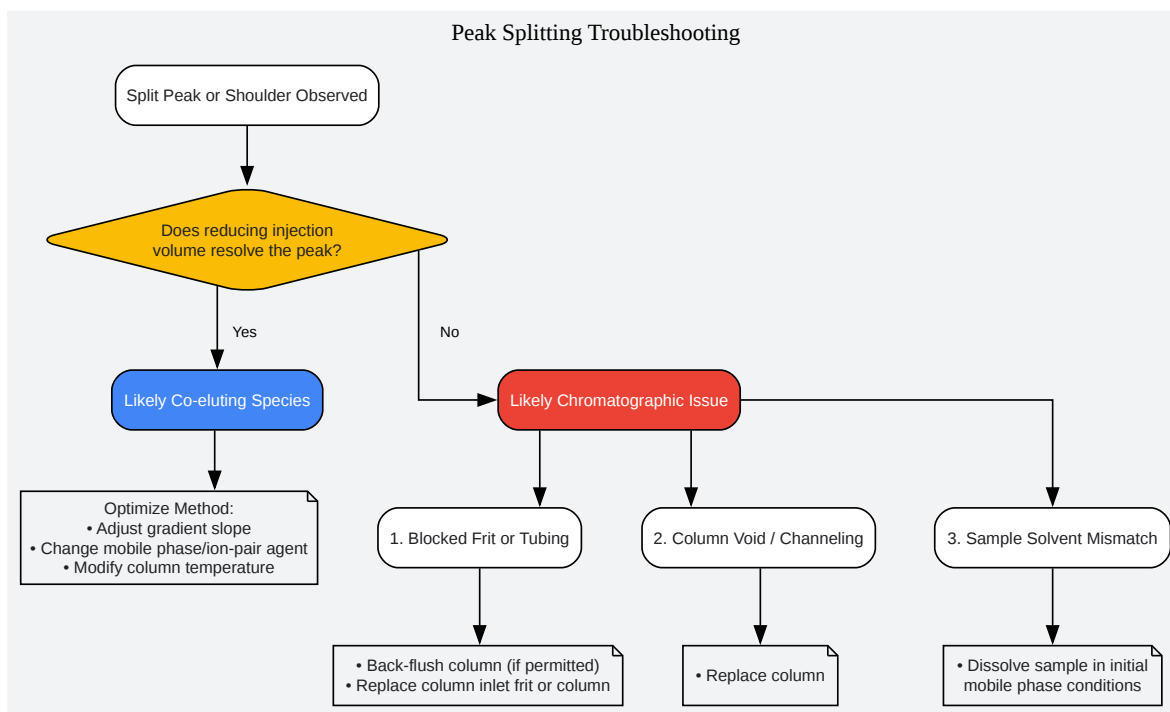 Peak Splitting Troubleshooting
Split Peak or Shoulder Observed
Does reducing injection
volume resolve the peak?
Yes
No
Likely Co-eluting Species
Likely Chromatographic Issue
Optimize Method:
• Adjust gradient slope
• Change mobile phase/ion-pair agent
• Modify column temperature
1. Blocked Frit or Tubing
2. Column Void / Channeling
3. Sample Solvent Mismatch
• Back-flush column (if permitted)
• Replace column inlet frit or column
• Replace column
• Dissolve sample in initial
mobile phase conditions